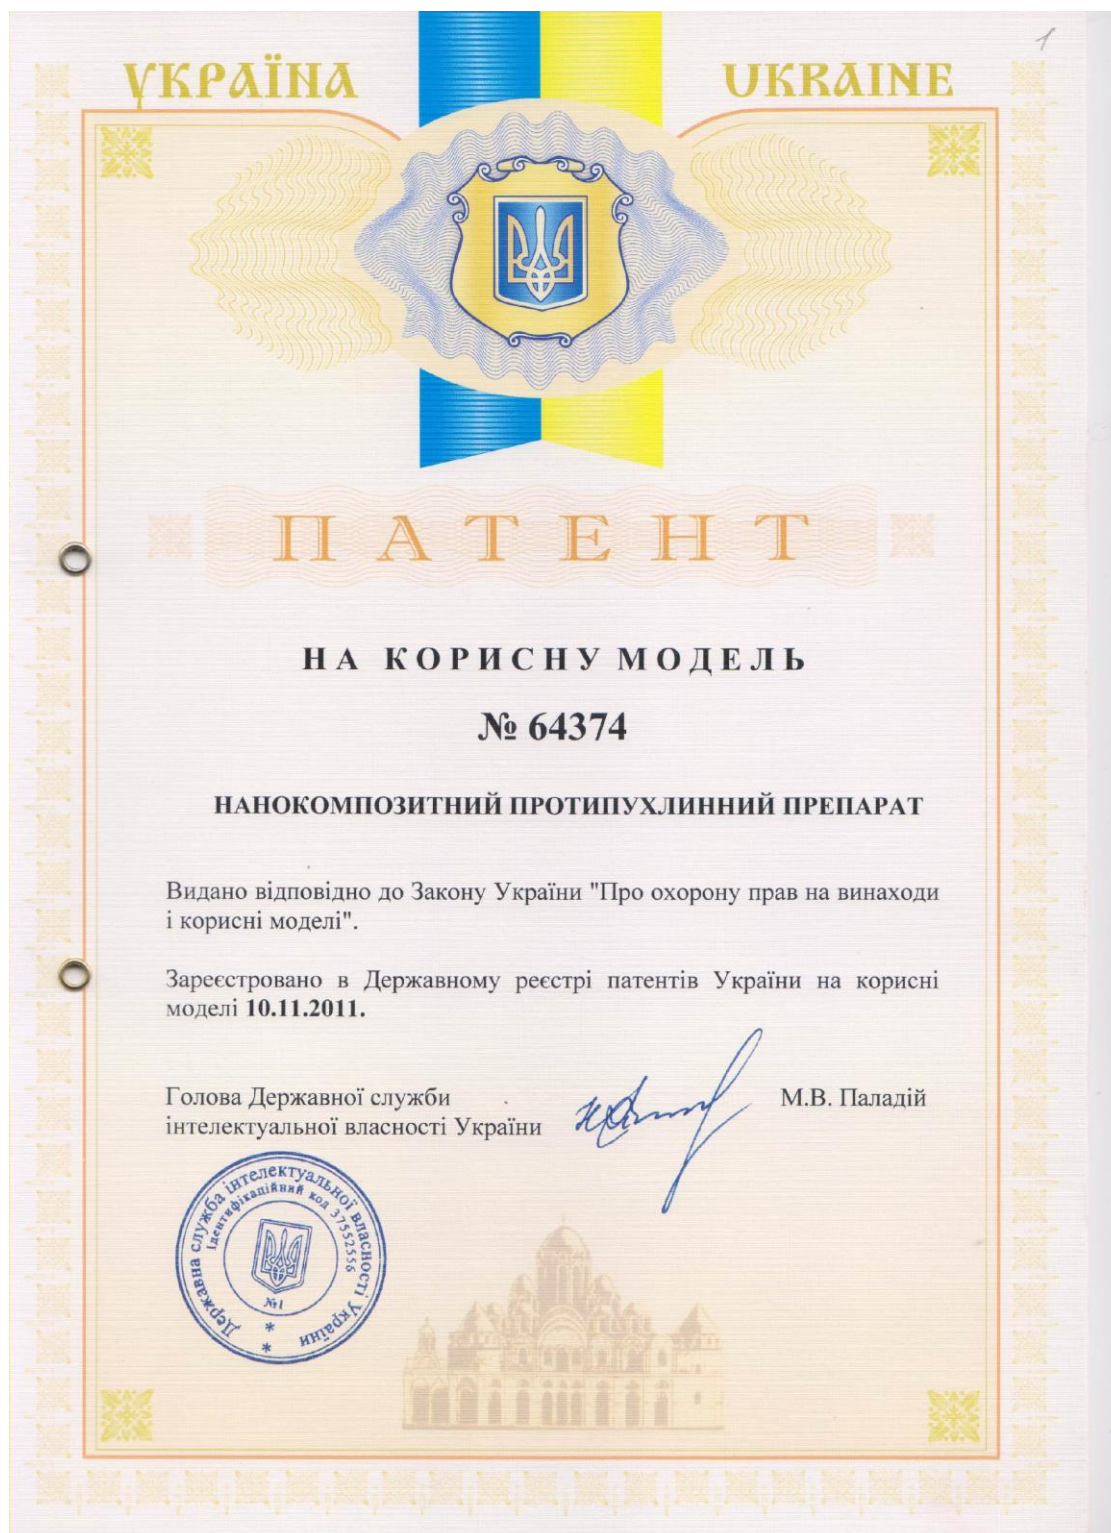 1
УКРАЇНА
UKRAINE
ПАТЕНТ
НА КОРИСНУ МОДЕЛЬ
№ 64374
НАНОКОМПОЗИТНИЙ ПРОТИПУХЛИННИЙ ПРЕПАРАТ
Видано відповідно до Закону України "Про охорону прав на винаходи
і корисні моделі".
Зареєстровано в Державному реєстрі патентів України на корисні
моделі 10.11.2011.
Голова Державної служби
інтелектуальної власності України
М.В. Паладій
Державна служба інтелектуальної власності України
Ідентифікаційний код 37552556
№1